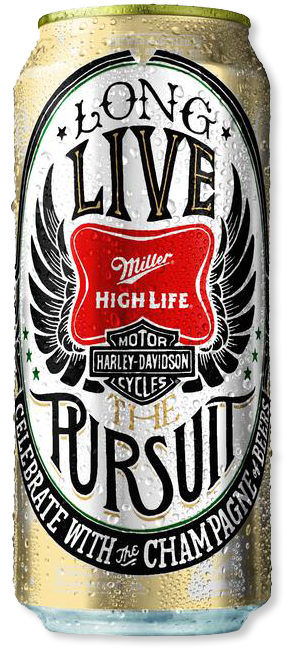 LONG
LIVE
Miller
HIGH LIFE
MOTOR
HARLEY-DAVIDSON
CYCLES
THE
PURSUIT
CELEBRATE WITH The CHAMPAGNE of BEERS